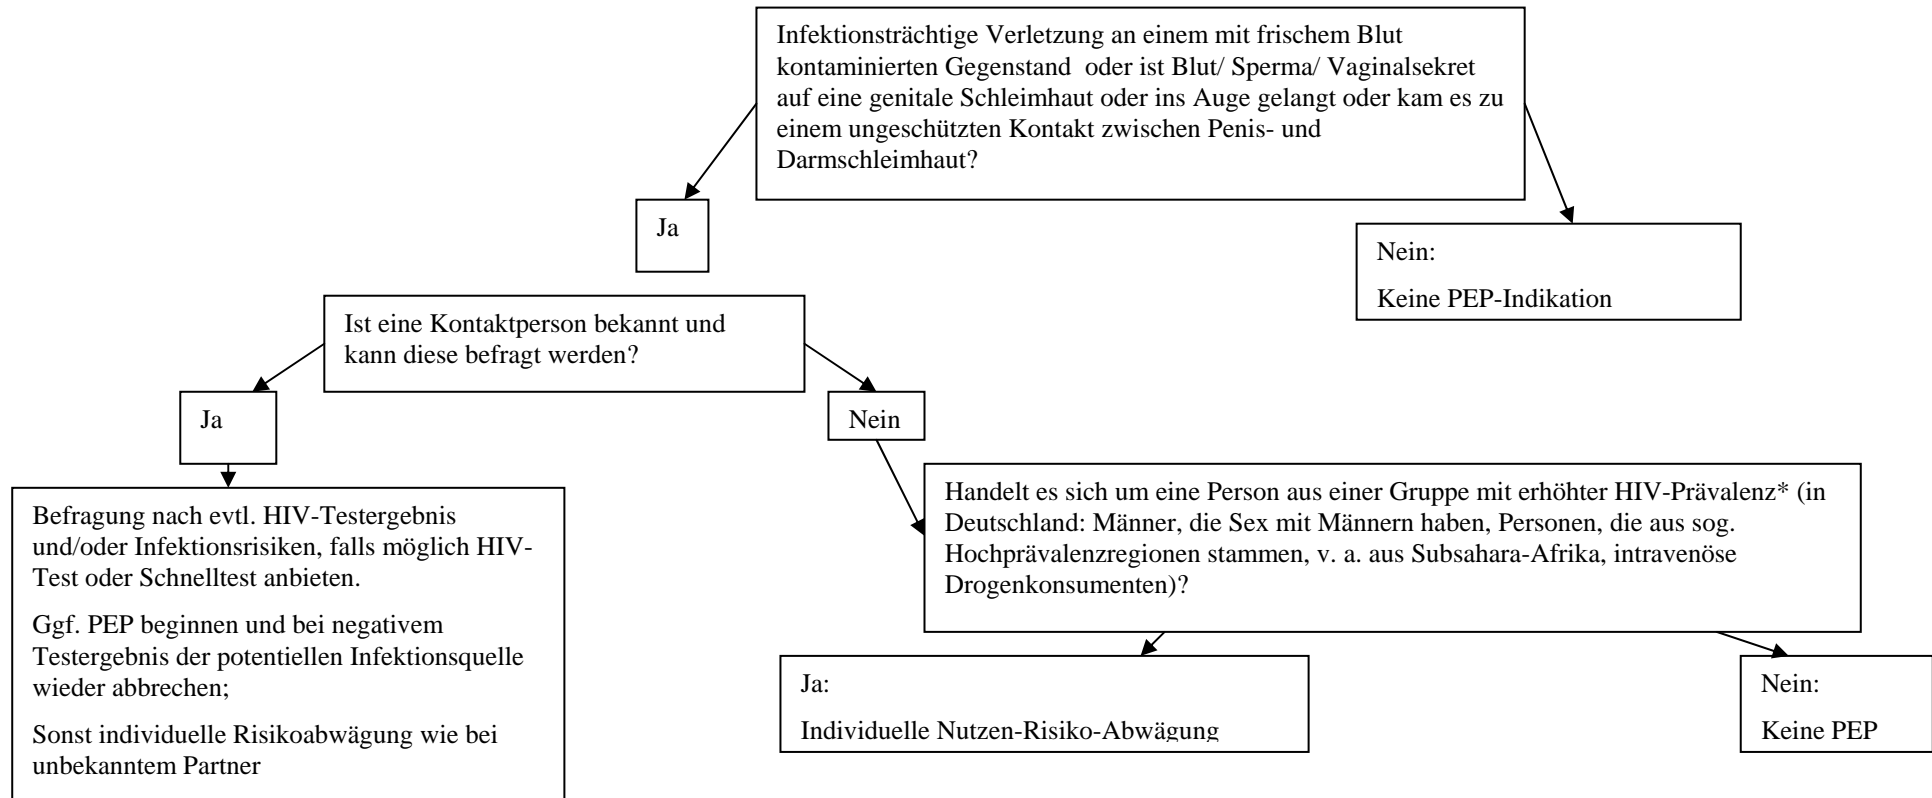 Infektionsträchtige Verletzung an einem mit frischem Blut
kontaminierten Gegenstand oder ist Blut/ Sperma/ Vaginalsekret
auf eine genitale Schleimhaut oder ins Auge gelangt oder kam es zu
einem ungeschützten Kontakt zwischen Penis- und
Darmschleimhaut?
Ja
Nein:
Keine PEP-Indikation
Ist eine Kontaktperson bekannt und
kann diese befragt werden?
Ja
Nein
Befragung nach evtl. HIV-Testergebnis
und/oder Infektionsrisiken, falls möglich HIV-
Test oder Schnelltest anbieten.
Ggf. PEP beginnen und bei negativem
Testergebnis der potentiellen Infektionsquelle
wieder abbrechen;
Sonst individuelle Risikoabwägung wie bei
unbekanntem Partner
Handelt es sich um eine Person aus einer Gruppe mit erhöhter HIV-Prävalenz* (in
Deutschland: Männer, die Sex mit Männern haben, Personen, die aus sog.
Hochprävalenzregionen stammen, v. a. aus Subsahara-Afrika, intravenöse
Drogenkonsumenten)?
Ja:
Individuelle Nutzen-Risiko-Abwägung
Nein:
Keine PEP